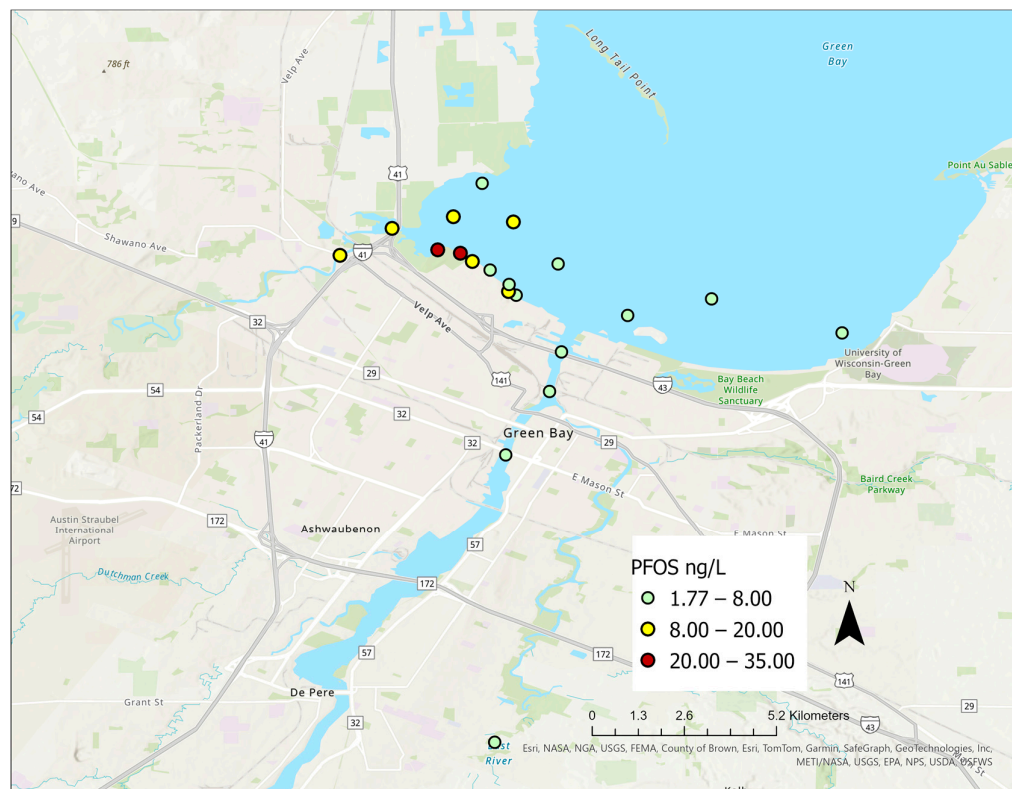 Green
Bay
Long Tail Point
786 ft
Velp Ave
41
Point Au Sable
ano Ave
9
Shawano Ave
41
32
Velp Ave
29
141
University of
Wisconsin-Green
Bay
43
Bay Beach
Wildlife
Sanctuary
54
54
Packerland Dr
32
41
32
Green Bay
29
Baird Creek
Parkway
72
E Mason St
Austin Straubel
International
Airport
172
Ashwaubenon
E Mason St
57
Dutchman Creek
172
PFOS ng/L
1.77 – 8.00
8.00 – 20.00
20.00 – 35.00
N
57
172
141
De Pere
Grant St
32
29
0 1.3 2.6 5.2 Kilometers
43
East
River
Esri, NASA, NGA, USGS, FEMA, County of Brown, Esri, TomTom, Garmin, SafeGraph, GeoTechnologies, Inc,
METI/NASA, USGS, EPA, NPS, USDA, USFWS